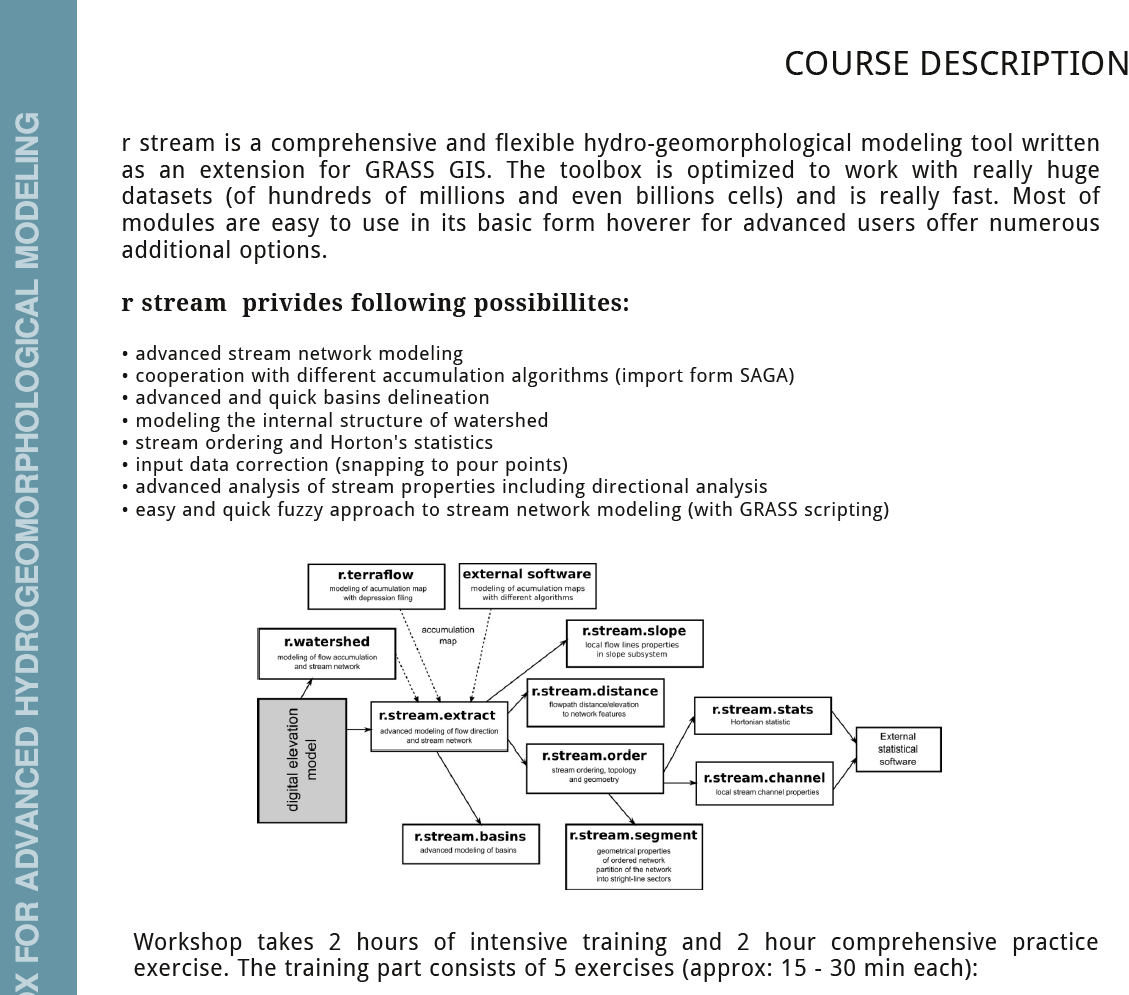 COURSE DESCRIPTION
OX FOR ADVANCED HYDROGEOMORPHOLOGICAL MODELING
r stream is a comprehensive and flexible hydro-geomorphological modeling tool written
as an extension for GRASS GIS. The toolbox is optimized to work with really huge
datasets (of hundreds of millions and even billions cells) and is really fast. Most of
modules are easy to use in its basic form hoverer for advanced users offer numerous
additional options.
r stream  privides following possibillites:
• advanced stream network modeling
• cooperation with different accumulation algorithms (import form SAGA)
• advanced and quick basins delineation
• modeling the internal structure of watershed
• stream ordering and Horton's statistics
• input data correction (snapping to pour points)
• advanced analysis of stream properties including directional analysis
• easy and quick fuzzy approach to stream network modeling (with GRASS scripting)
r.terraflow
modeling of acumulation map
with depression filing
external software
modeling of acumulation maps
with different algorithms
accumulation
map
r.watershed
modeling of flow accumulation
and stream network
r.stream.slope
local flow lines properties
in slope subsystem
r.stream.distance
flowpath distance/elevation
to network features
digital elevation
model
r.stream.extract
advanced modeling of flow direction
and stream network
r.stream.stats
Hortonian statistic
External
statistical
software
r.stream.order
stream ordering, topology
and geomoetry
r.stream.channel
local stream channel properties
r.stream.basins
advanced modeling of basins
r.stream.segment
geometrical properties
of ordered network
partition of the network
into stright-line sectors
Workshop takes 2 hours of intensive training and 2 hour comprehensive practice
exercise. The training part consists of 5 exercises (approx: 15 - 30 min each):